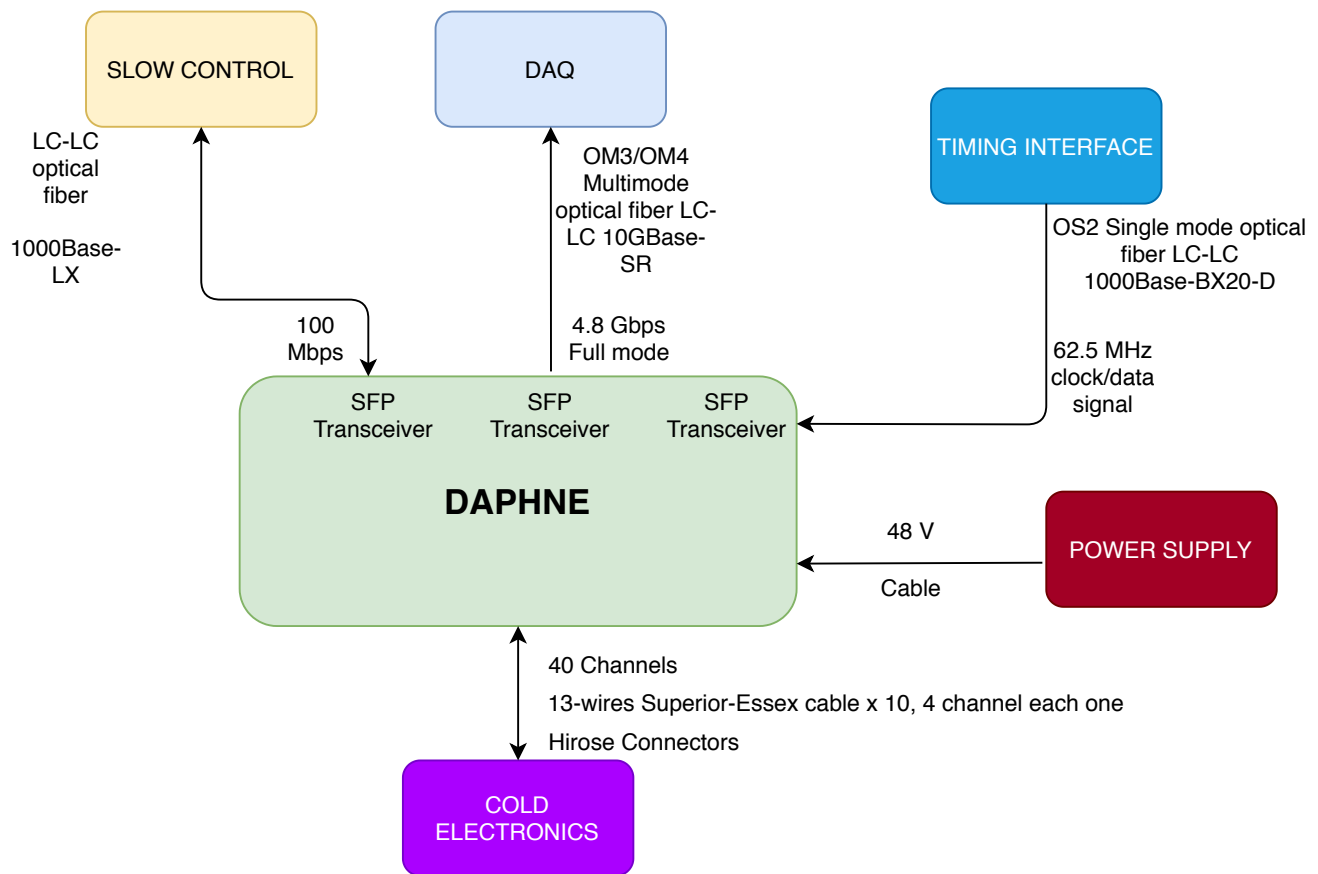 SLOW CONTROL
DAQ
TIMING INTERFACE
LC-LC
optical
fiber
1000Base-
LX
OM3/OM4
Multimode
optical fiber LC-
LC 10GBase-
SR
OS2 Single mode optical
fiber LC-LC
1000Base-BX20-D
100
Mbps
4.8 Gbps
Full mode
62.5 MHz
clock/data
signal
SFP
Transceiver
SFP
Transceiver
SFP
Transceiver
DAPHNE
48 V
Cable
POWER SUPPLY
40 Channels
13-wires Superior-Essex cable x 10, 4 channel each one
Hirose Connectors
COLD
ELECTRONICS